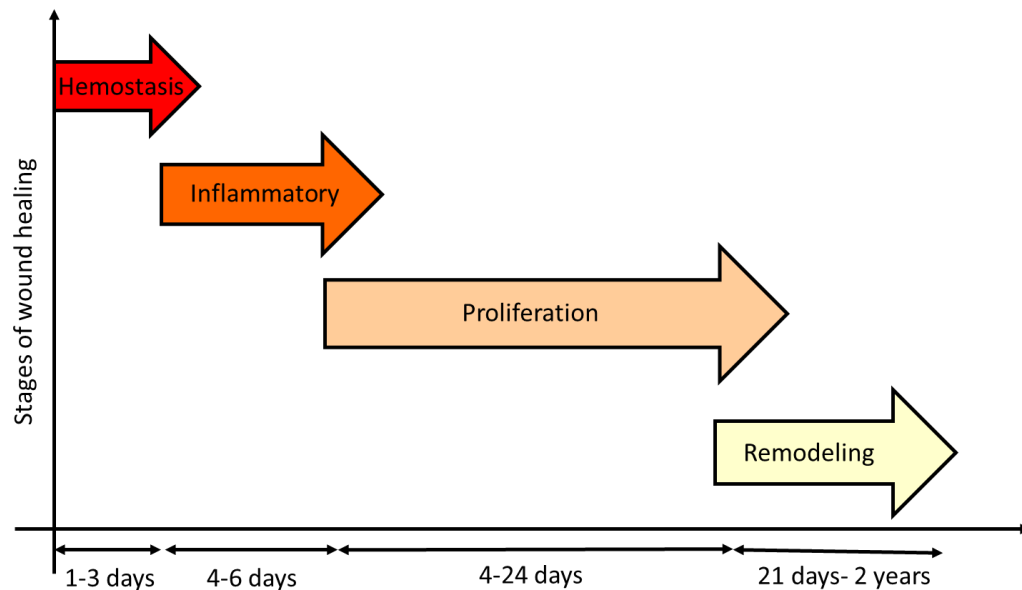 Stages of wound healing
Hemostasis
Inflammatory
Proliferation
Remodeling
1-3 days
4-6 days
4-24 days
21 days- 2 years